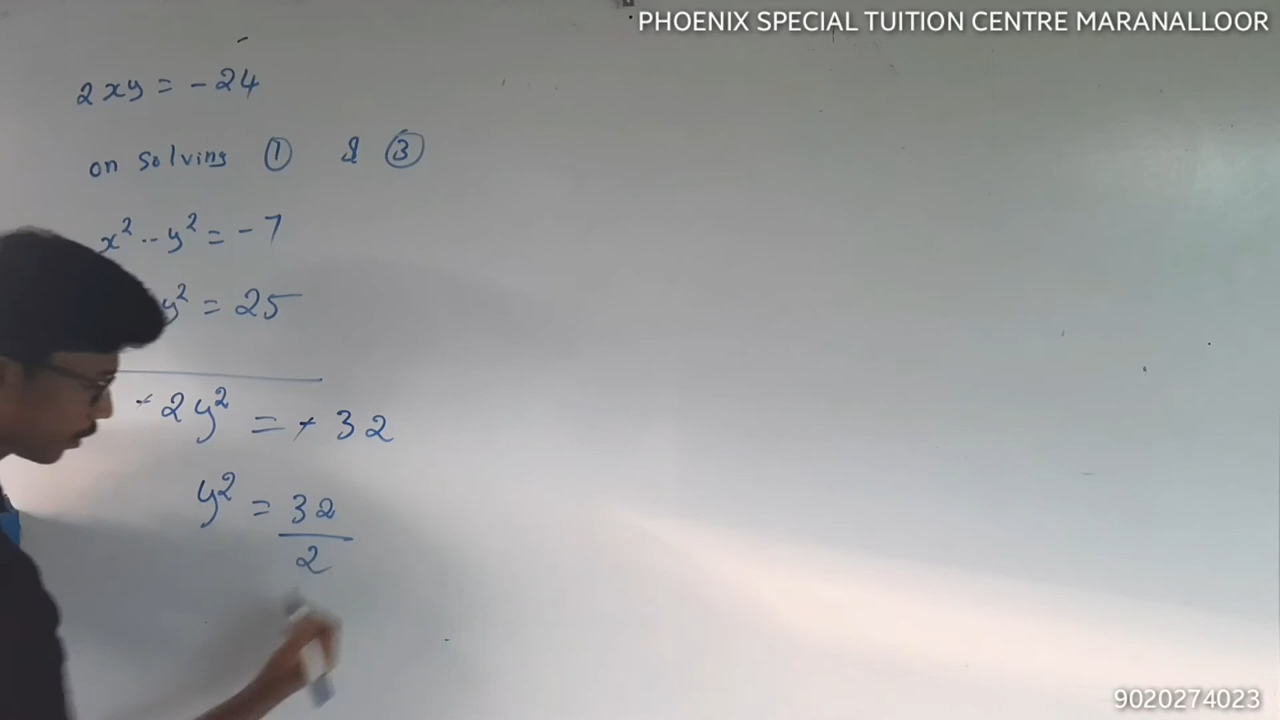 PHOENIX SPECIAL TUITION CENTRE MARANALLOOR
2xy = -24
on solving ① & ③
x² - y² = -7
y² = 25
-2y² = -32
y² = 32/2
9020274023